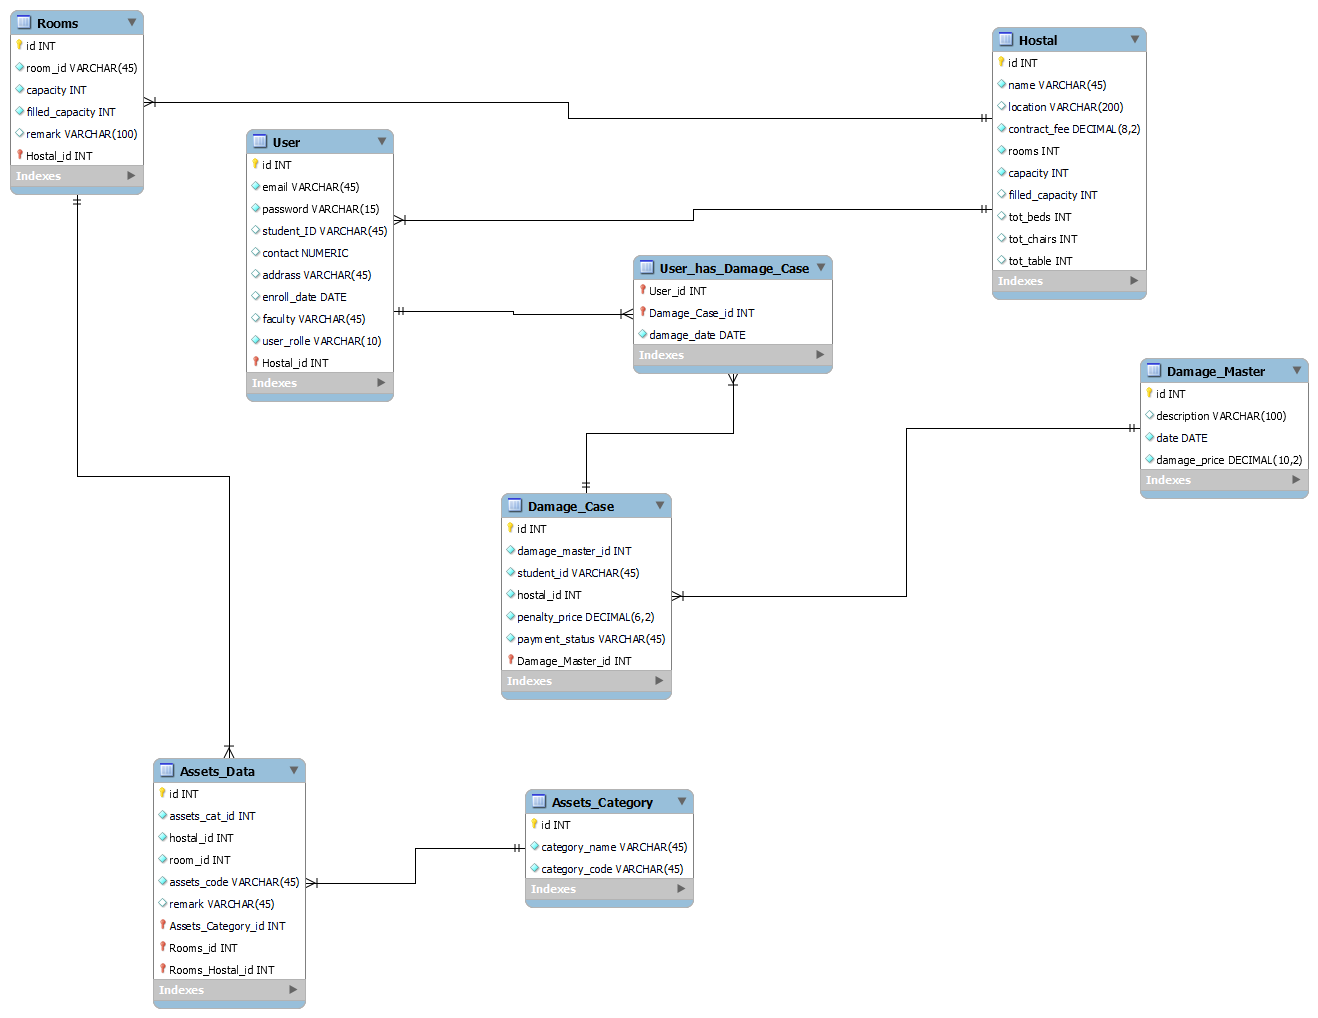 Rooms
id INT
room_id VARCHAR(45)
capacity INT
filled_capacity INT
remark VARCHAR(100)
Hostal_id INT
Indexes
Hostal
id INT
name VARCHAR(45)
location VARCHAR(200)
contract_fee DECIMAL(8,2)
rooms INT
capacity INT
filled_capacity INT
tot_beds INT
tot_chairs INT
tot_table INT
Indexes
User
id INT
email VARCHAR(45)
password VARCHAR(15)
student_ID VARCHAR(45)
contact NUMERIC
addrass VARCHAR(45)
enroll_date DATE
faculty VARCHAR(45)
user_rolle VARCHAR(10)
Hostal_id INT
Indexes
User_has_Damage_Case
User_id INT
Damage_Case_id INT
damage_date DATE
Indexes
Damage_Master
id INT
description VARCHAR(100)
date DATE
damage_price DECIMAL(10,2)
Indexes
Damage_Case
id INT
damage_master_id INT
student_id VARCHAR(45)
hostal_id INT
penalty_price DECIMAL(6,2)
payment_status VARCHAR(45)
Damage_Master_id INT
Indexes
Assets_Data
id INT
assets_cat_id INT
hostal_id INT
room_id INT
assets_code VARCHAR(45)
remark VARCHAR(45)
Assets_Category_id INT
Rooms_id INT
Rooms_Hostal_id INT
Indexes
Assets_Category
id INT
category_name VARCHAR(45)
category_code VARCHAR(45)
Indexes